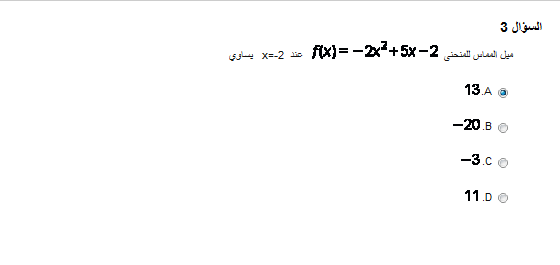 السؤال 3
ميل المماس للمنحنى f(x)=−2x²+5x−2 عند x=-2 يساوي
13 .A
−20 .B
−3 .C
11 .D